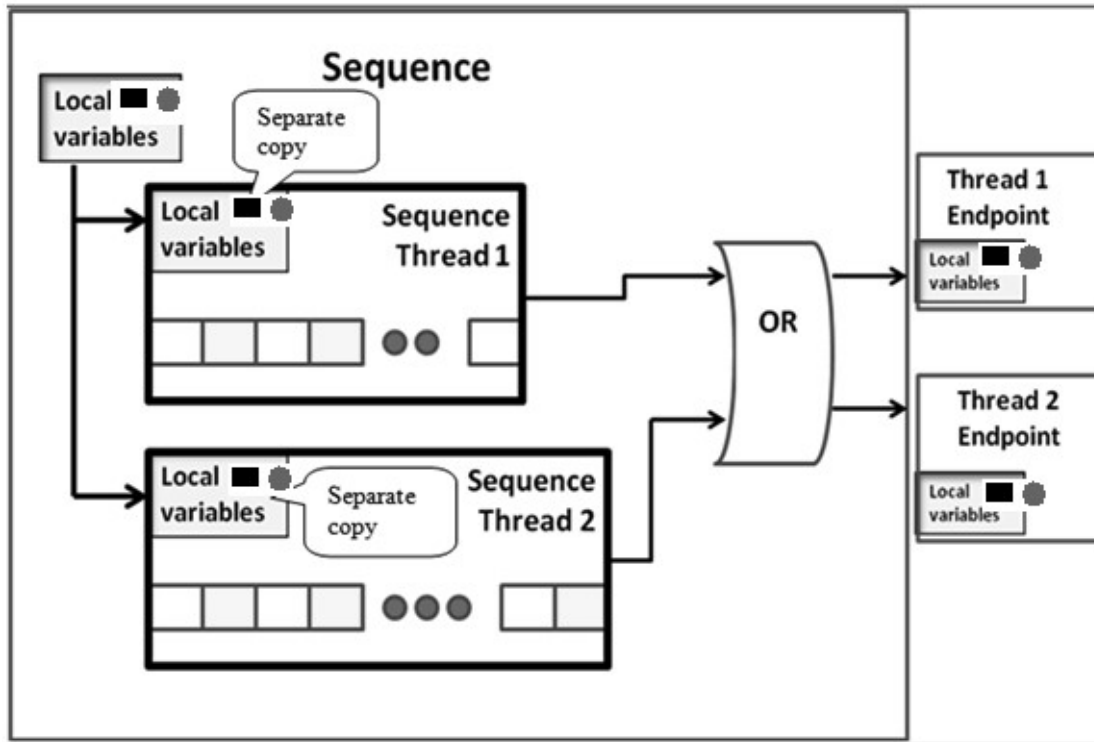 Sequence
Local
variables
Separate
copy
Local
variables
Sequence
Thread 1
OR
Thread 1
Endpoint
Local
variables
Local
variables
Separate
copy
Sequence
Thread 2
Thread 2
Endpoint
Local
variables